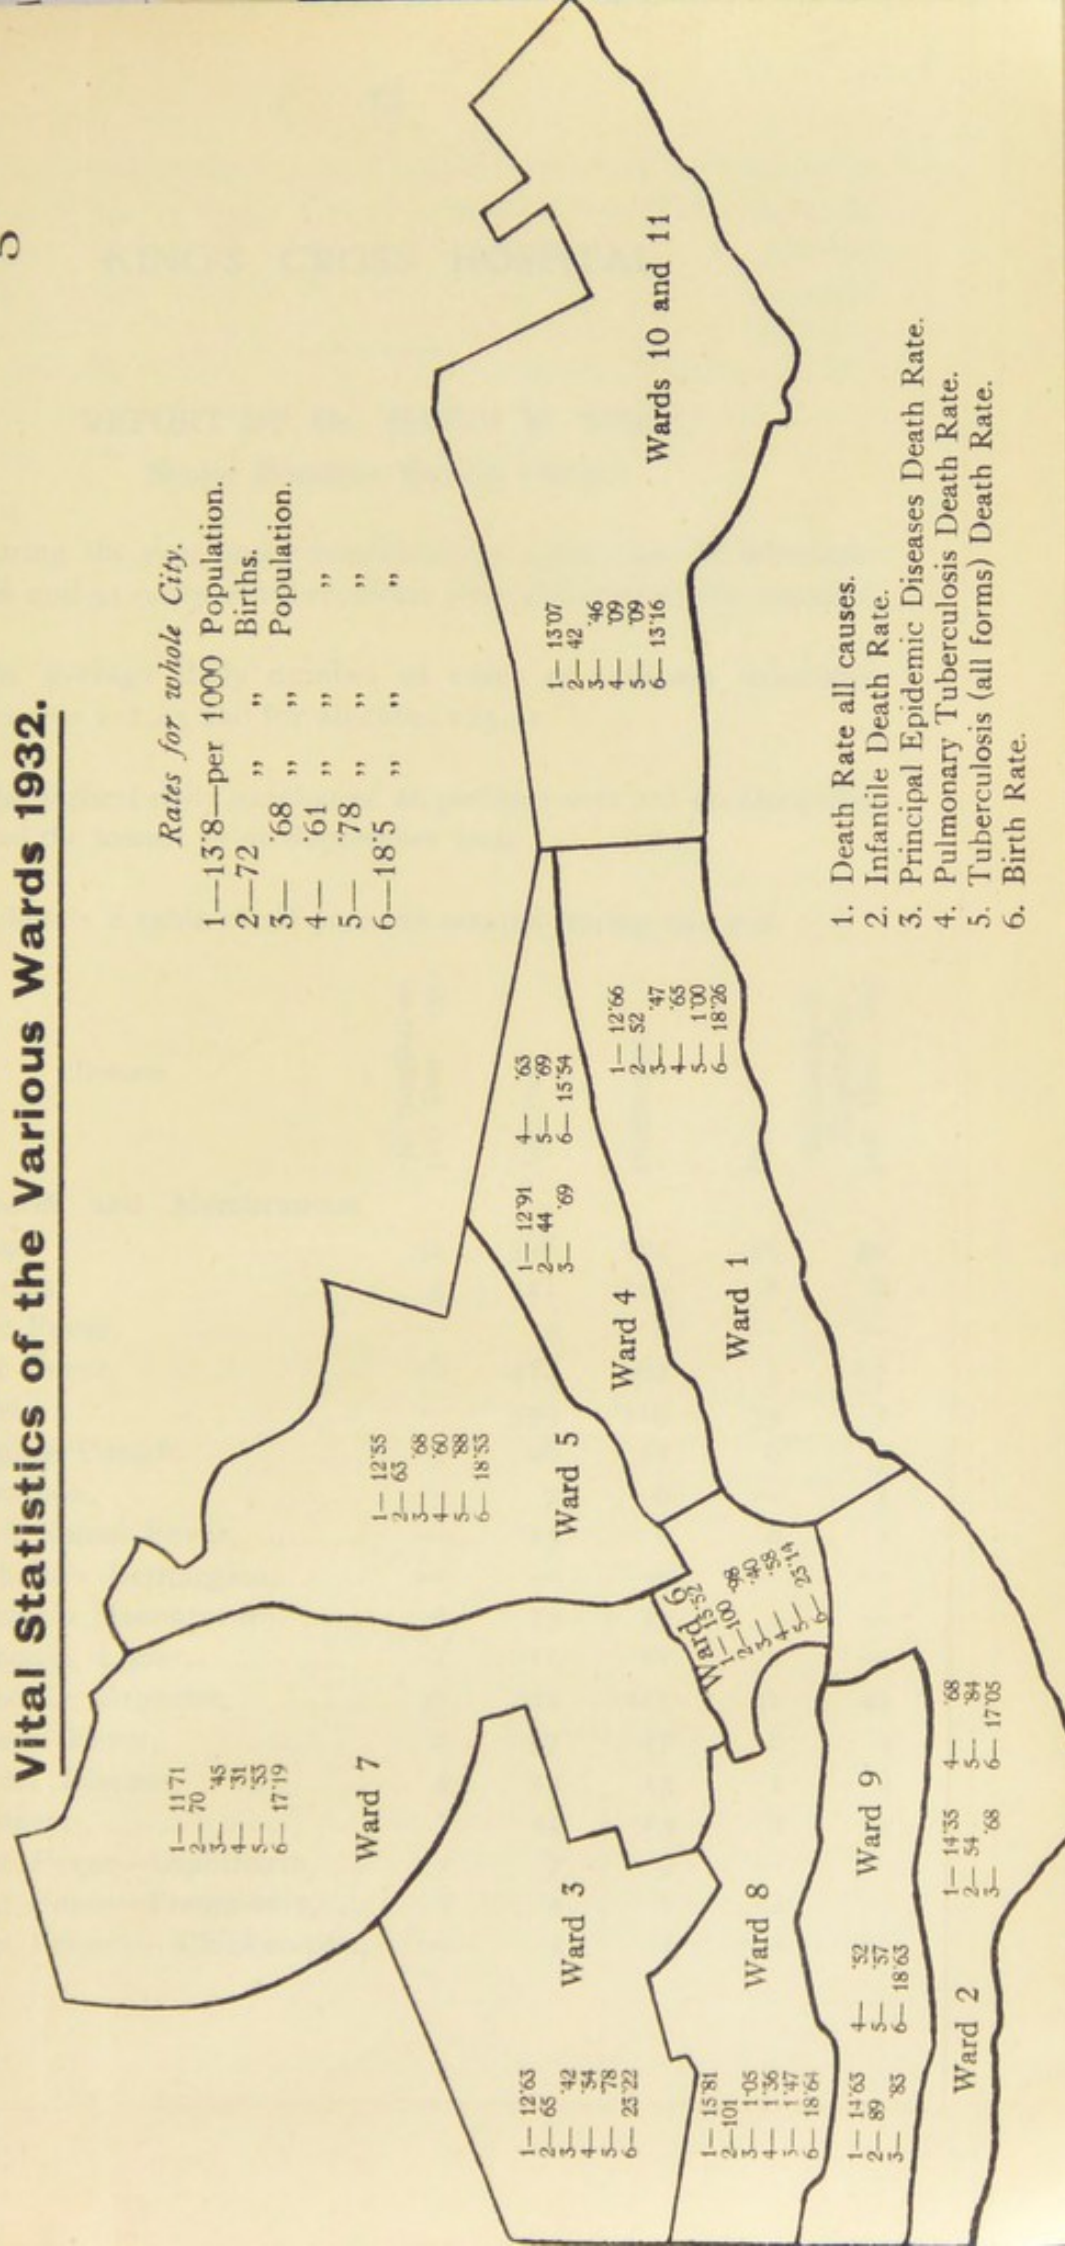 5
Vital Statistics of the Various Wards 1932.
Rates for whole City.
1—13·8—per 1000 Population.
2—72 „ „ Births.
3— ·68 „ „ Population.
4— ·61 „ „ „
5— ·78 „ „ „
6—18·5 „ „ „
1— 11·71
2— 70
3— ·45
4— ·31
5— ·53
6— 17·19
Ward 7
1— 12·55
2— 63
3— ·68
4— ·60
5— ·88
6— 18·53
Ward 5
1— 12·63
2— 65
3— ·42
4— ·54
5— ·78
6— 23·22
Ward 3
1— 12·91
2— 44
3— ·69
4— ·63
5— ·69
6— 15·54
Ward 4
1— 13·07
2— 42
3— ·46
4— ·09
5— ·09
6— 13·16
Wards 10 and 11
1— 12·66
2— 52
3— ·47
4— ·65
5— 1·00
6— 18·26
Ward 1
Ward 6
1— 15·52
2— 100
3— ·98
4— ·40
5— ·58
6— 25·14
1— 15·81
2—101
3— 1·05
4— 1·36
5— 1·47
6— 18·64
Ward 8
1— 14·63
2— 89
3— ·83
4— ·52
5— ·57
6— 18·63
Ward 9
Ward 2
1— 14·35
2— 54
3— ·68
4— ·68
5— ·84
6— 17·05
1. Death Rate all causes.
2. Infantile Death Rate.
3. Principal Epidemic Diseases Death Rate.
4. Pulmonary Tuberculosis Death Rate.
5. Tuberculosis (all forms) Death Rate.
6. Birth Rate.